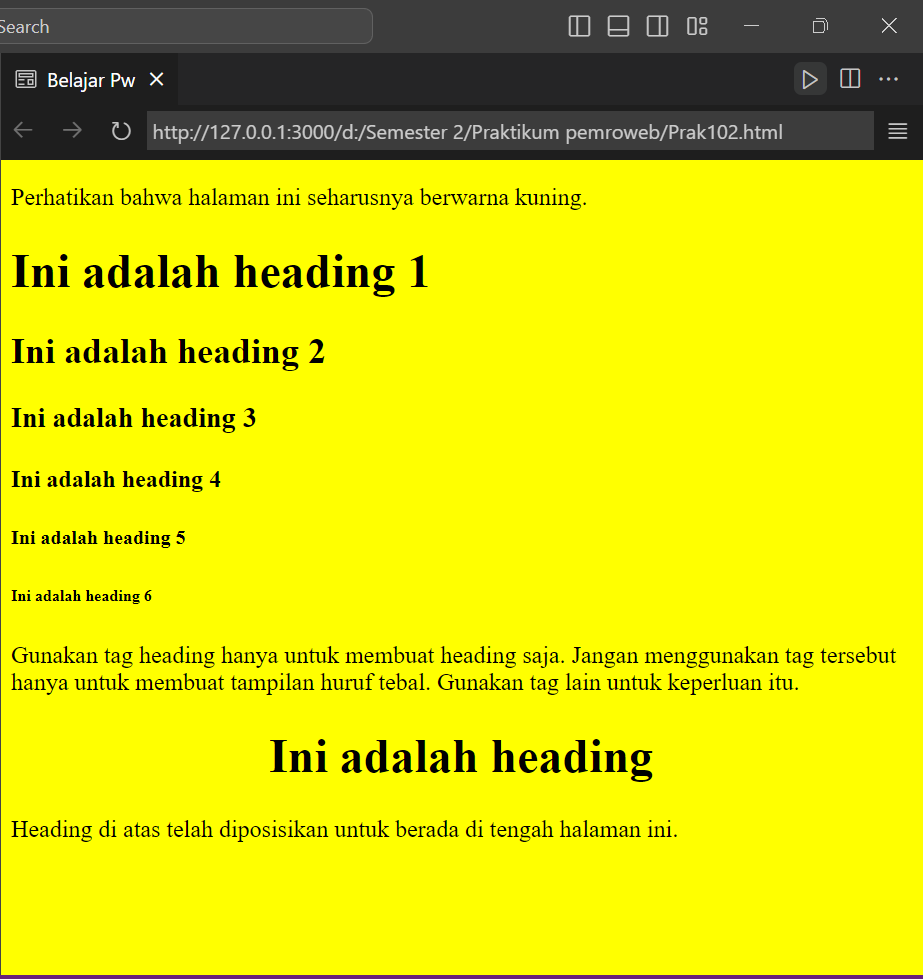 Search
Belajar Pw
http://127.0.0.1:3000/d:/Semester 2/Praktikum pemroweb/Prak102.html
Perhatikan bahwa halaman ini seharusnya berwarna kuning.
Ini adalah heading 1
Ini adalah heading 2
Ini adalah heading 3
Ini adalah heading 4
Ini adalah heading 5
Ini adalah heading 6
Gunakan tag heading hanya untuk membuat heading saja. Jangan menggunakan tag tersebut
hanya untuk membuat tampilan huruf tebal. Gunakan tag lain untuk keperluan itu.
Ini adalah heading
Heading di atas telah diposisikan untuk berada di tengah halaman ini.